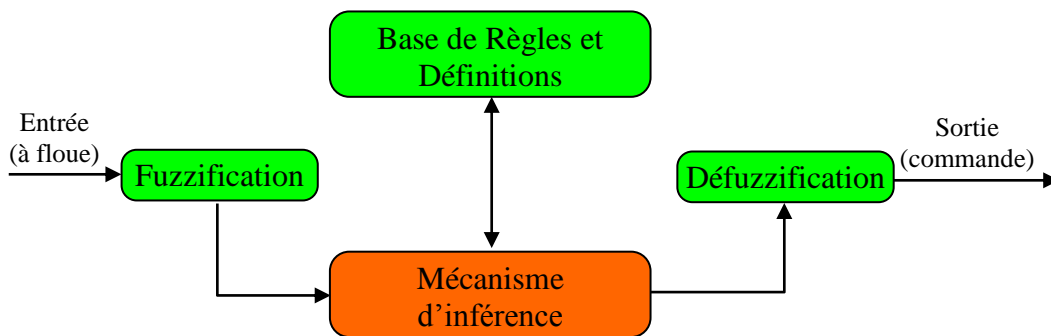 Base de Règles et
Définitions
Entrée
(à floue)
Fuzzification
Sortie
(commande)
Défuzzification
Mécanisme
d’inférence